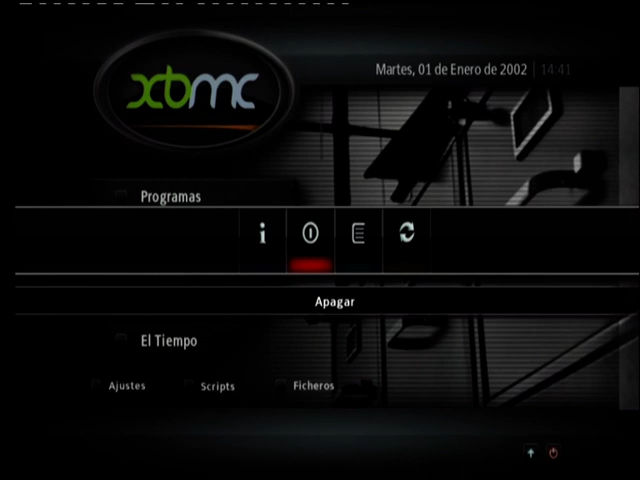 xbmc
Martes, 01 de Enero de 2002 | 14:41
Programas
Apagar
El Tiempo
Ajustes Scripts Ficheros